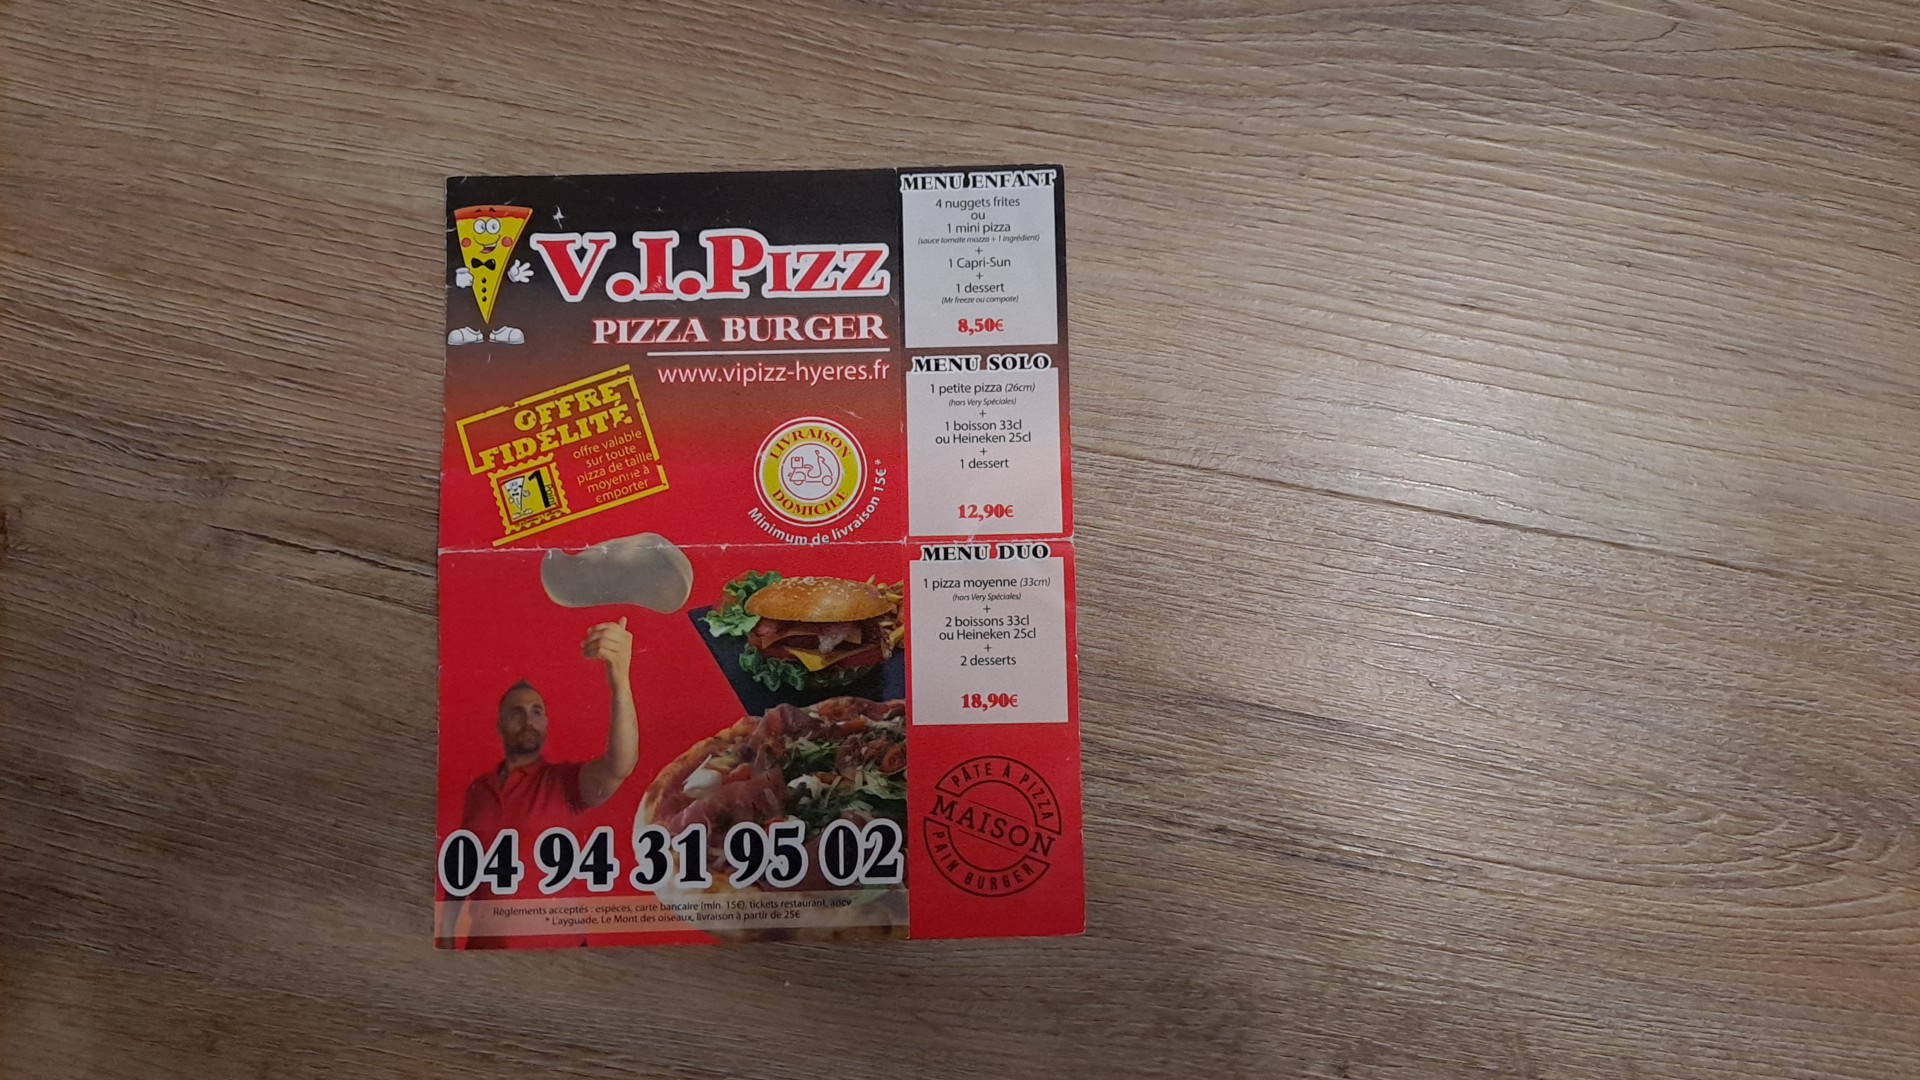 V.I.PIZZ
PIZZA BURGER
www.vipizz-hyeres.fr
OFFRE
FIDÉLITÉ
1
offre valable
sur toute
pizza de taille
moyenne à
emporter
LIVRAISON
DOMICILE
Minimum de livraison 15€ *
04 94 31 95 02
Règlements acceptés : espèces, carte bancaire (min. 15€), tickets restaurant, ancv
* L'ayguade, Le Mont des oiseaux, livraison à partir de 25€
MENU ENFANT
4 nuggets frites
ou
1 mini pizza
(sauce tomate mozza + 1 ingrédient)
+
1 Capri-Sun
+
1 dessert
(Mr freeze ou compote)
8,50€
MENU SOLO
1 petite pizza (26cm)
(hors Very Spéciales)
+
1 boisson 33cl
ou Heineken 25cl
+
1 dessert
12,90€
MENU DUO
1 pizza moyenne (33cm)
(hors Very Spéciales)
+
2 boissons 33cl
ou Heineken 25cl
+
2 desserts
18,90€
PÂTE À PIZZA
MAISON
PAIN BURGER